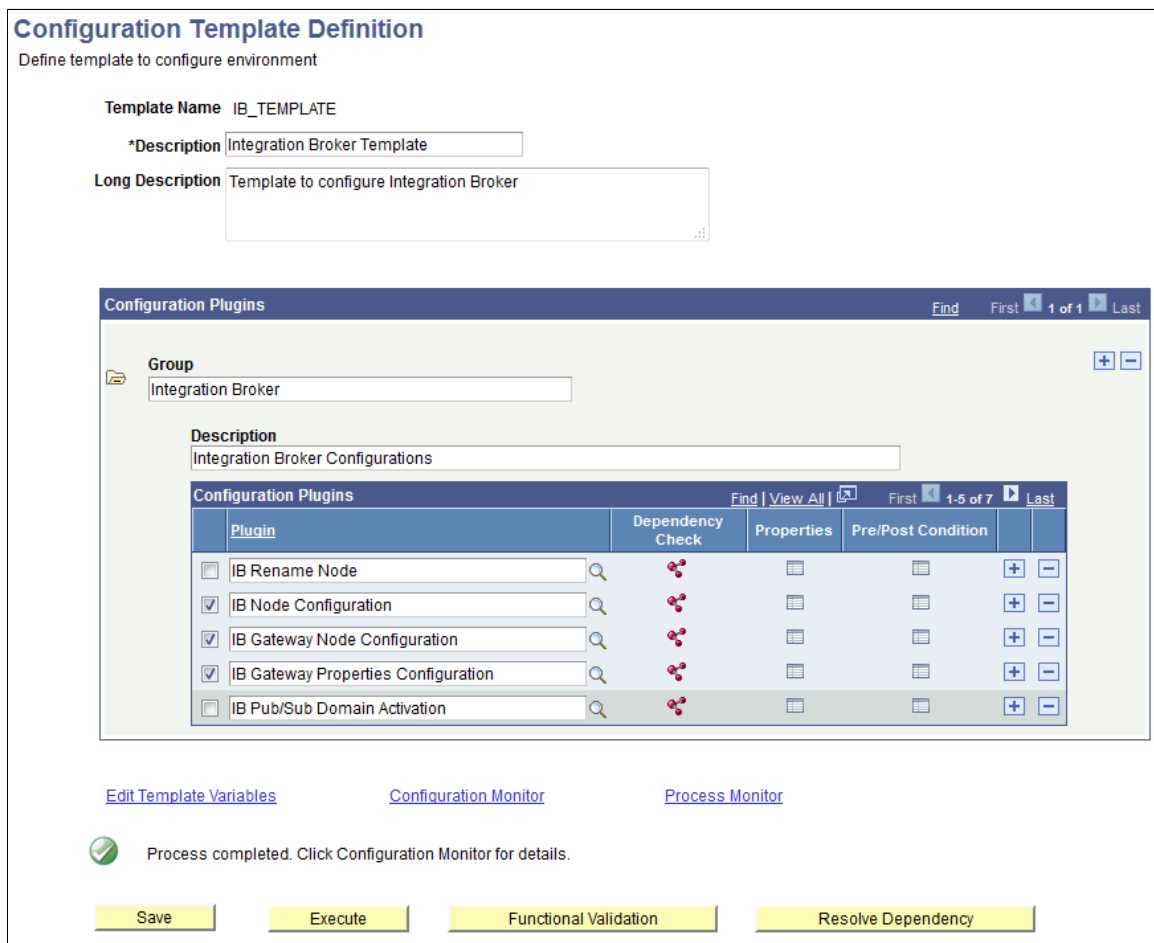 Configuration Template Definition
Define template to configure environment
Template Name IB_TEMPLATE
*Description Integration Broker Template
Long Description Template to configure Integration Broker
Configuration Plugins Find First 1 of 1 Last
Group
Integration Broker
Description
Integration Broker Configurations
Configuration Plugins Find | View All | First 1-5 of 7 Last
Plugin Dependency Check Properties Pre/Post Condition
IB Rename Node
IB Node Configuration
IB Gateway Node Configuration
IB Gateway Properties Configuration
IB Pub/Sub Domain Activation
Edit Template Variables Configuration Monitor Process Monitor
Process completed. Click Configuration Monitor for details.
Save Execute Functional Validation Resolve Dependency